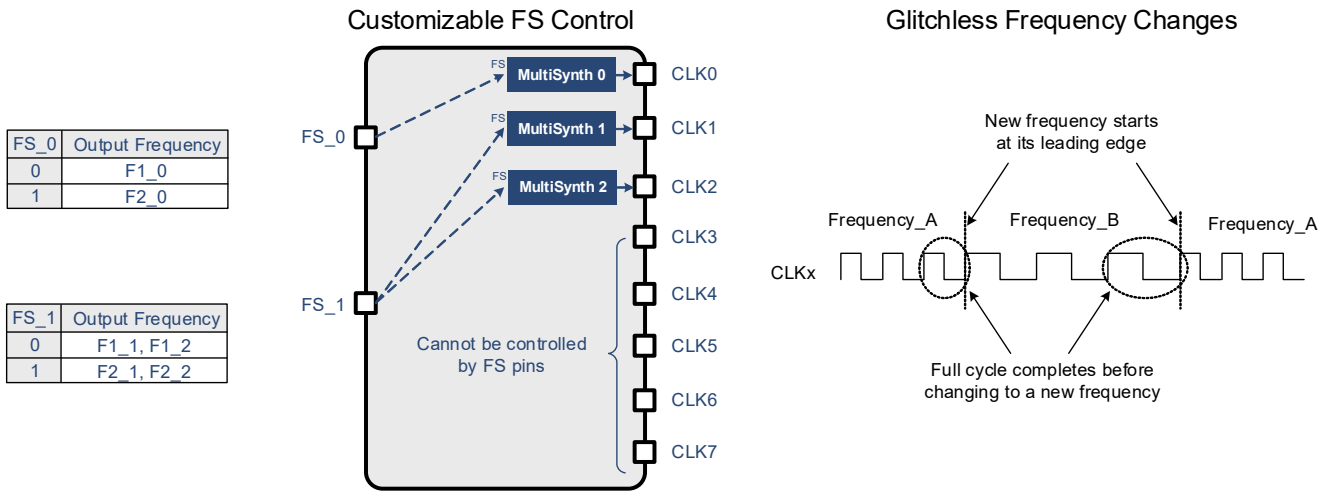 Customizable FS Control
Glitchless Frequency Changes
FS_0 Output Frequency
0 F1_0
1 F2_0
FS_1 Output Frequency
0 F1_1, F1_2
1 F2_1, F2_2
FS_0
FS_1
FS
MultiSynth 0
FS
MultiSynth 1
FS
MultiSynth 2
Cannot be controlled
by FS pins
CLK0
CLK1
CLK2
CLK3
CLK4
CLK5
CLK6
CLK7
New frequency starts
at its leading edge
Frequency_A
Frequency_B
Frequency_A
CLKx
Full cycle completes before
changing to a new frequency